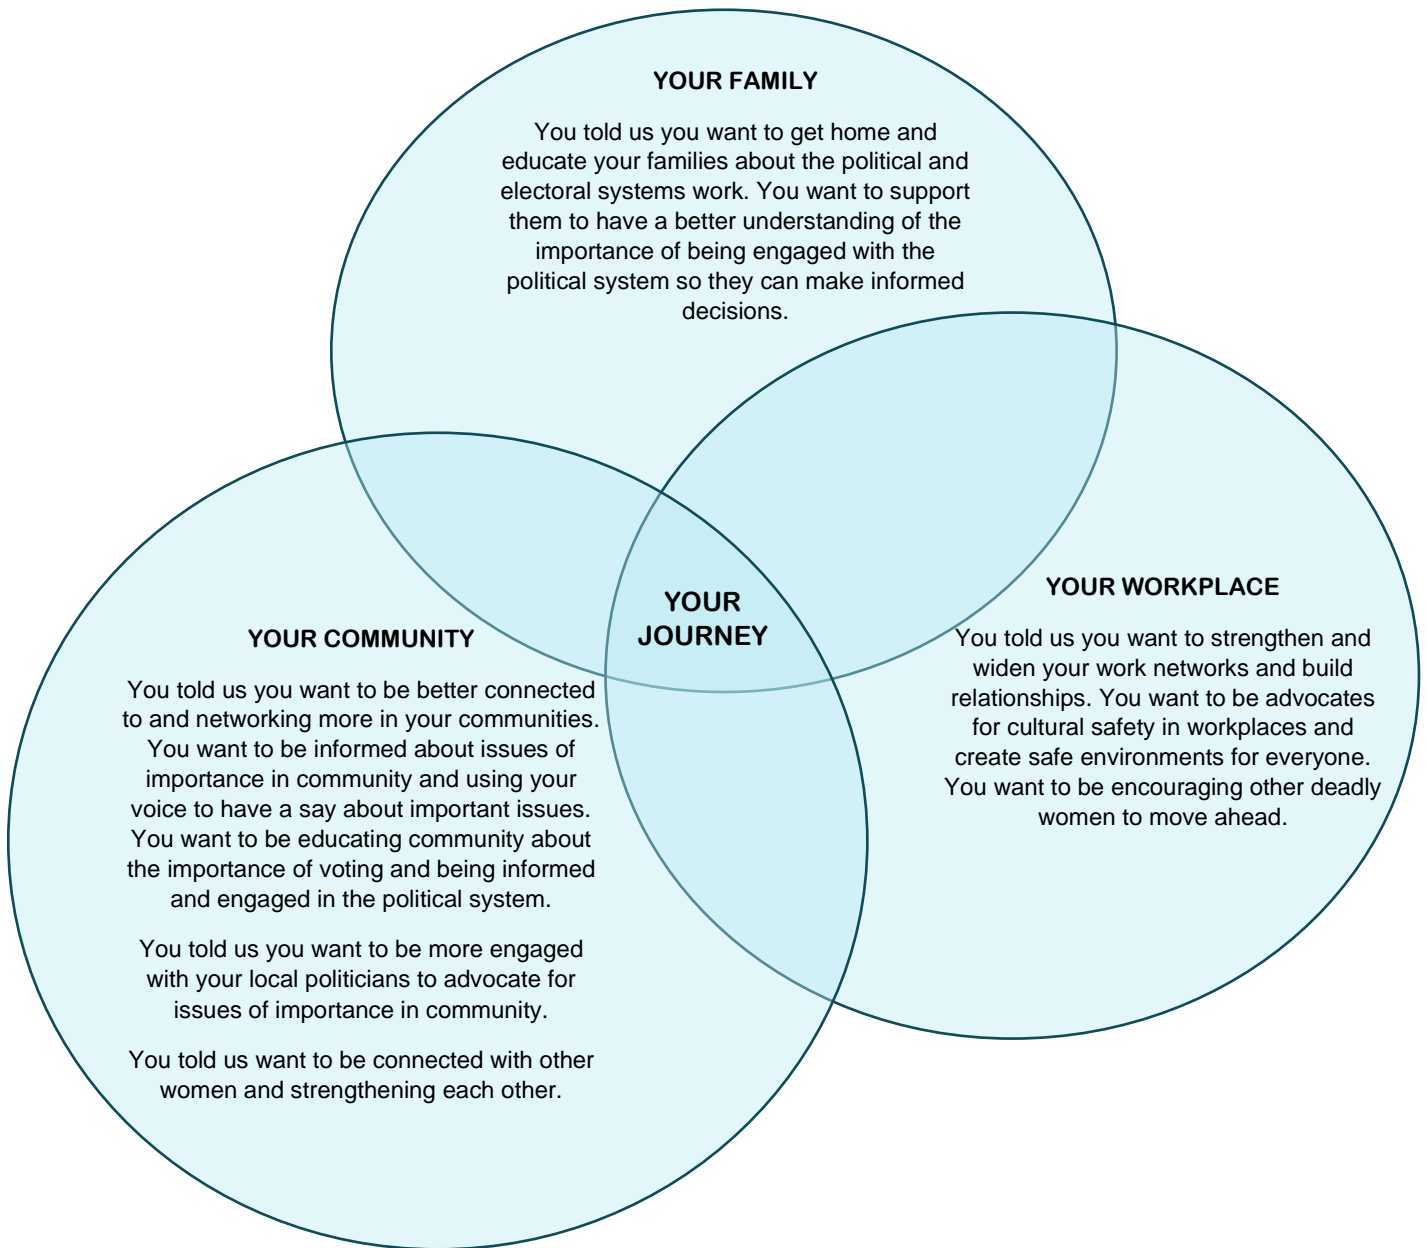 YOUR FAMILY
You told us you want to get home and
educate your families about the political and
electoral systems work. You want to support
them to have a better understanding of the
importance of being engaged with the
political system so they can make informed
decisions.
YOUR JOURNEY
YOUR WORKPLACE
You told us you want to strengthen and
widen your work networks and build
relationships. You want to be advocates
for cultural safety in workplaces and
create safe environments for everyone.
You want to be encouraging other deadly
women to move ahead.
YOUR COMMUNITY
You told us you want to be better connected
to and networking more in your communities.
You want to be informed about issues of
importance in community and using your
voice to have a say about important issues.
You want to be educating community about
the importance of voting and being informed
and engaged in the political system.
You told us you want to be more engaged
with your local politicians to advocate for
issues of importance in community.
You told us want to be connected with other
women and strengthening each other.